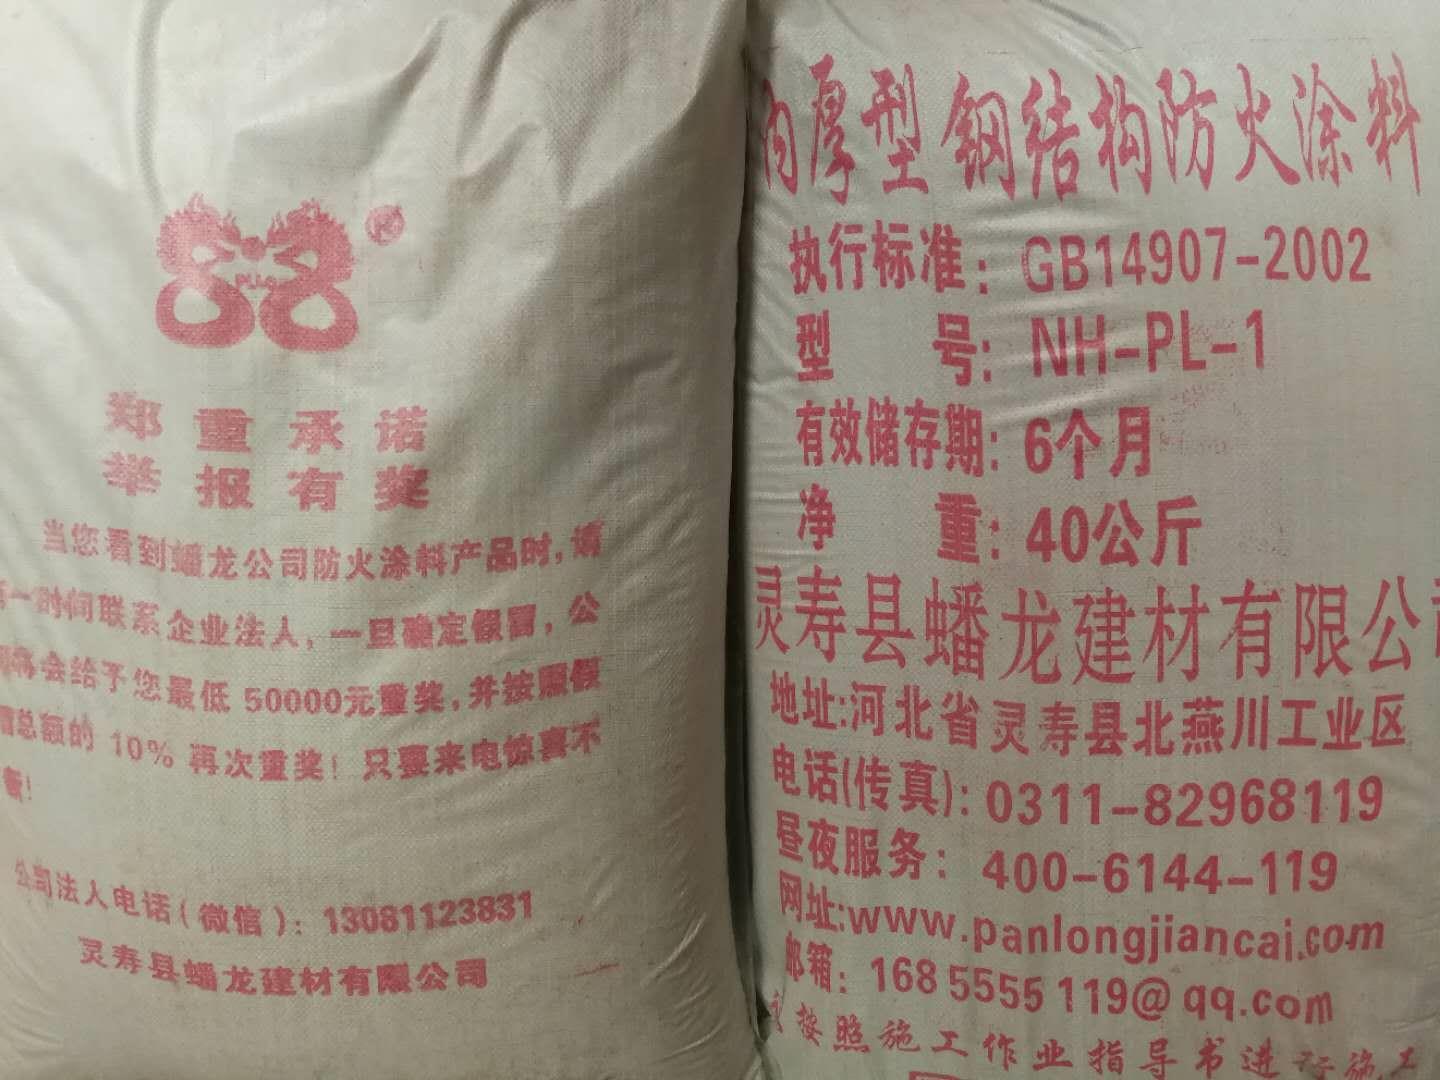 郑重承诺
举报有奖
当您看到蟠龙公司防火涂料产品时,请
第一时间联系企业法人,一旦确定假冒,公
司将会给予您最低50000元重奖,并按照假
冒总额的10%再次重奖!只要来电惊喜不
断!
公司法人电话(微信):13081123831
灵寿县蟠龙建材有限公司
内厚型钢结构防火涂料
执行标准:GB14907-2002
型号:NH-PL-1
有效储存期:6个月
净重:40公斤
灵寿县蟠龙建材有限公司
地址:河北省灵寿县北燕川工业区
电话(传真):0311-82968119
昼夜服务:400-6144-119
网址:www.panlongjiancai.com
邮箱:168 5555 119@qq.com
按照施工作业指导书进行施工